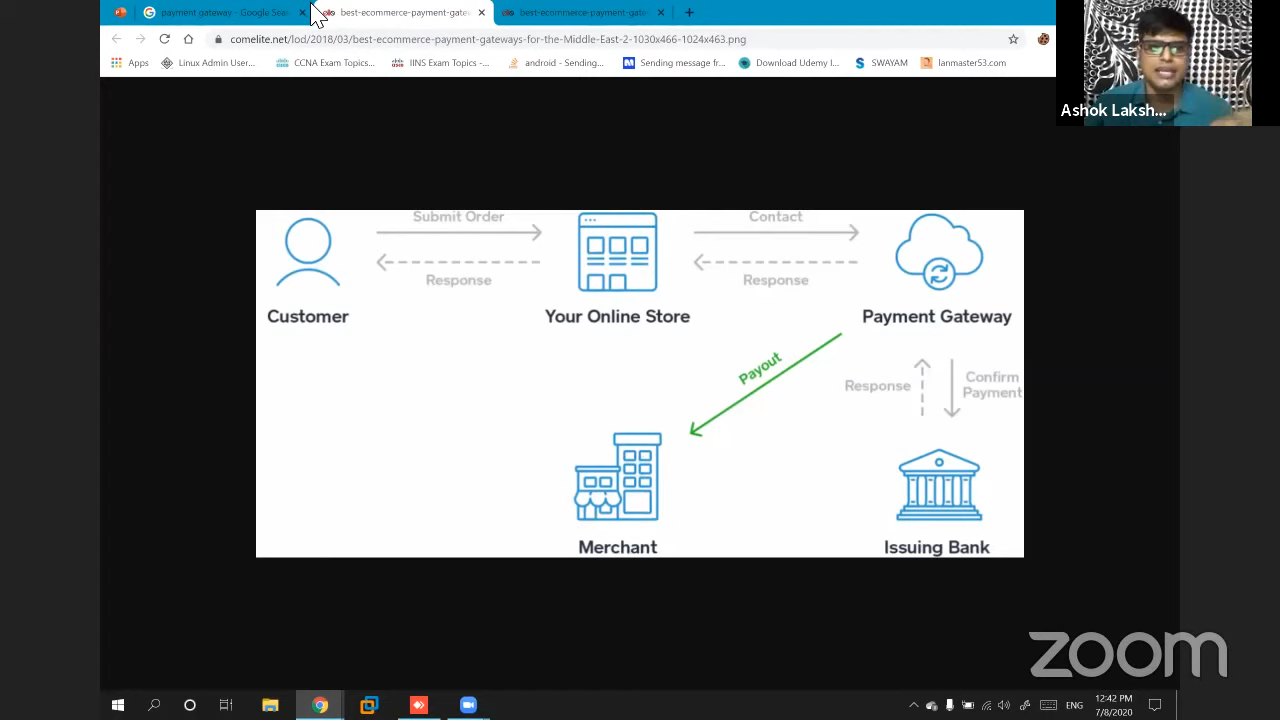 payment gateway - Google Sear
best-ecommerce-payment-gate
best-ecommerce-payment-gate
comelite.net/lod/2018/03/best-ecommerce-payment-gateways-for-the-Middle-East-2-1030x466-1024x463.png
Apps
Linux Admin User...
CCNA Exam Topics...
IINS Exam Topics -...
android - Sending...
Sending message fr...
Download Udemy I...
SWAYAM
lanmaster53.com
Ashok Laksh...
Submit Order
Contact
Response
Response
Customer
Your Online Store
Payment Gateway
Payout
Response
Confirm
Payment
Merchant
Issuing Bank
zoom
ENG
12:42 PM
7/8/2020